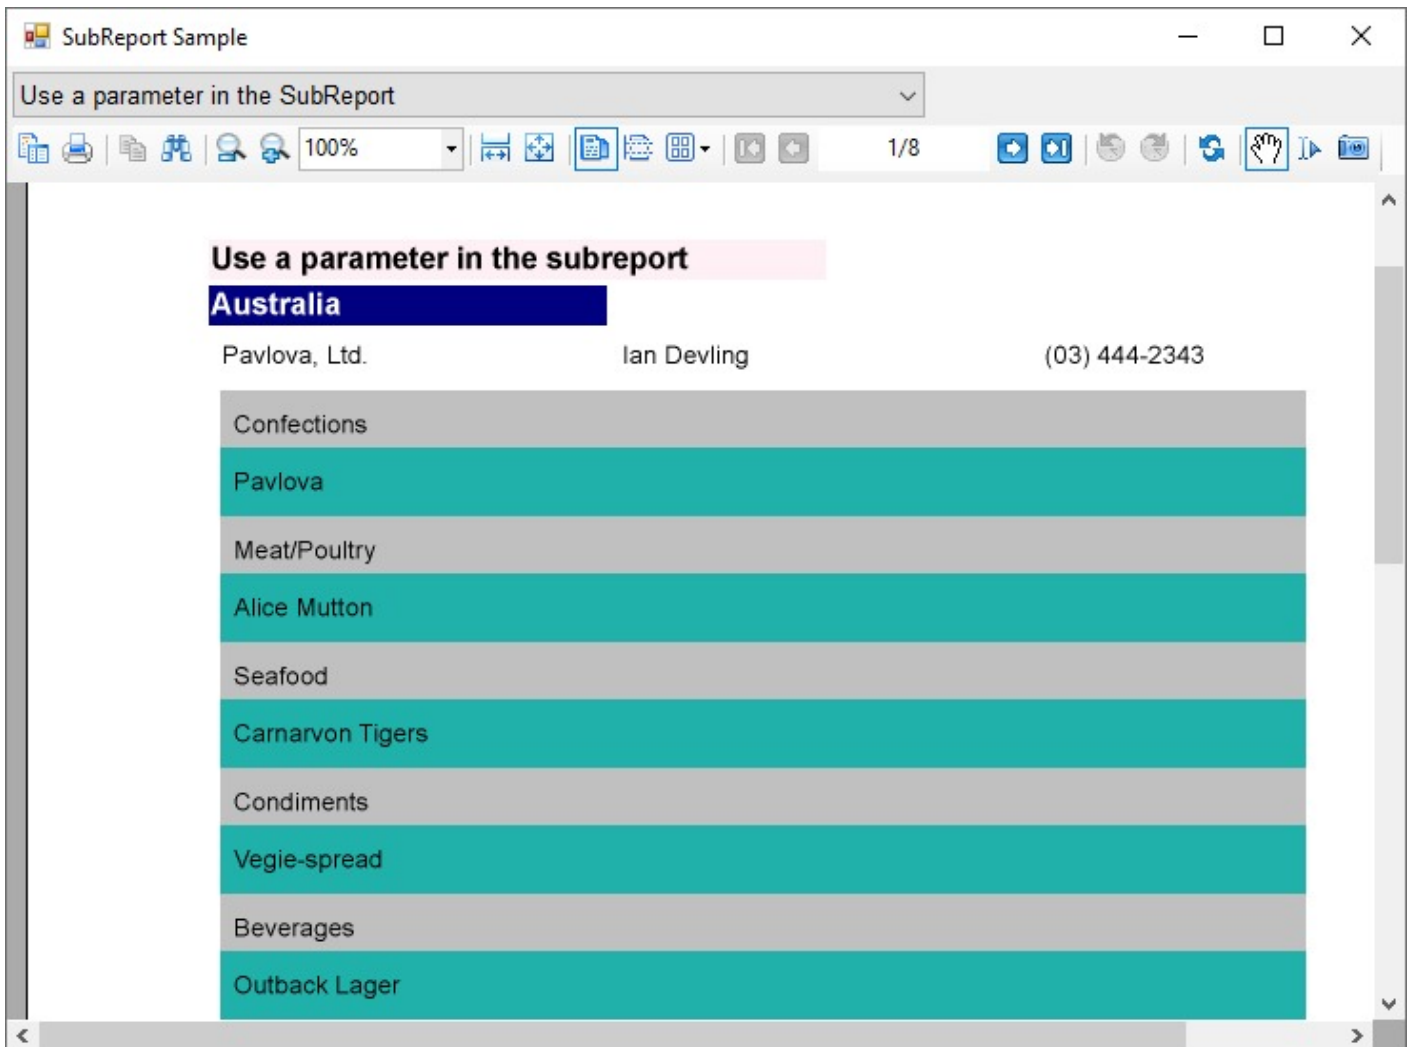 SubReport Sample
Use a parameter in the SubReport
100% 1/8
Use a parameter in the subreport
Australia
Pavlova, Ltd. Ian Devling (03) 444-2343
Confections
Pavlova
Meat/Poultry
Alice Mutton
Seafood
Carnarvon Tigers
Condiments
Vegie-spread
Beverages
Outback Lager